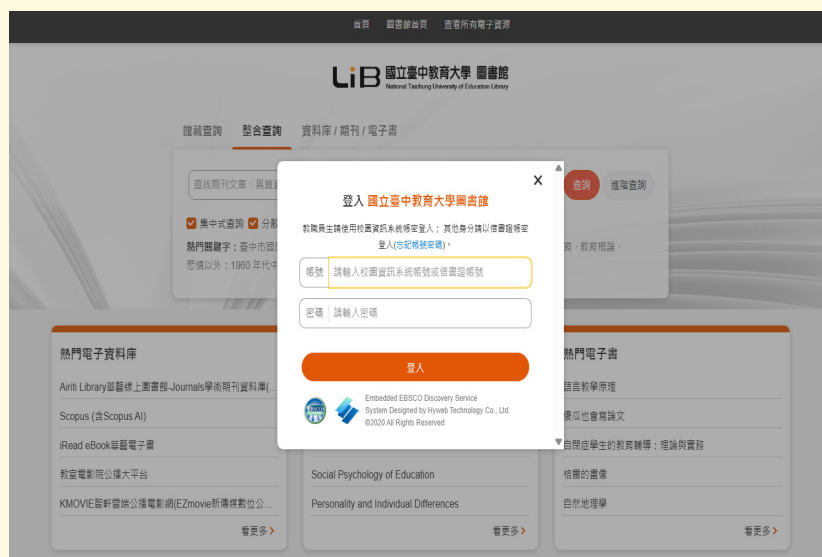 首頁 圖書館首頁 查看所有電子資源
LiB 國立臺中教育大學 圖書館
National Taichung University of Education Library
館藏查詢 整合查詢 資料庫 / 期刊 / 電子書
查找期刊文章、異質
查詢 進階查詢
集中式查詢 分散
熱門關鍵字：臺中市國
育、教育概論、
悲情以外：1960 年代中
X
登入 國立臺中教育大學圖書館
教職員生請使用校園資訊系統帳密登入； 其他身分請以借書證帳密
登入(忘記帳號密碼)。
帳號 請輸入校園資訊系統帳號或借書證帳號
密碼 請輸入密碼
登入
Embedded EBSCO Discovery Service
System Designed by Hyweb Technology Co., Ltd.
©2020 All Rights Reserved
熱門電子資料庫
Airiti Library華藝線上圖書館-Journals學術期刊資料庫(...
Scopus (含Scopus AI)
iRead eBook華藝電子書
教室電影院公播大平台
KMOVIE智軒雲端公播電影網(EZmovie新傳媒數位公...
看更多
Social Psychology of Education
Personality and Individual Differences
看更多
熱門電子書
語言教學原理
傻瓜也會寫論文
自閉症學生的教育輔導：理論與實務
格雷的畫像
自然地理學
看更多